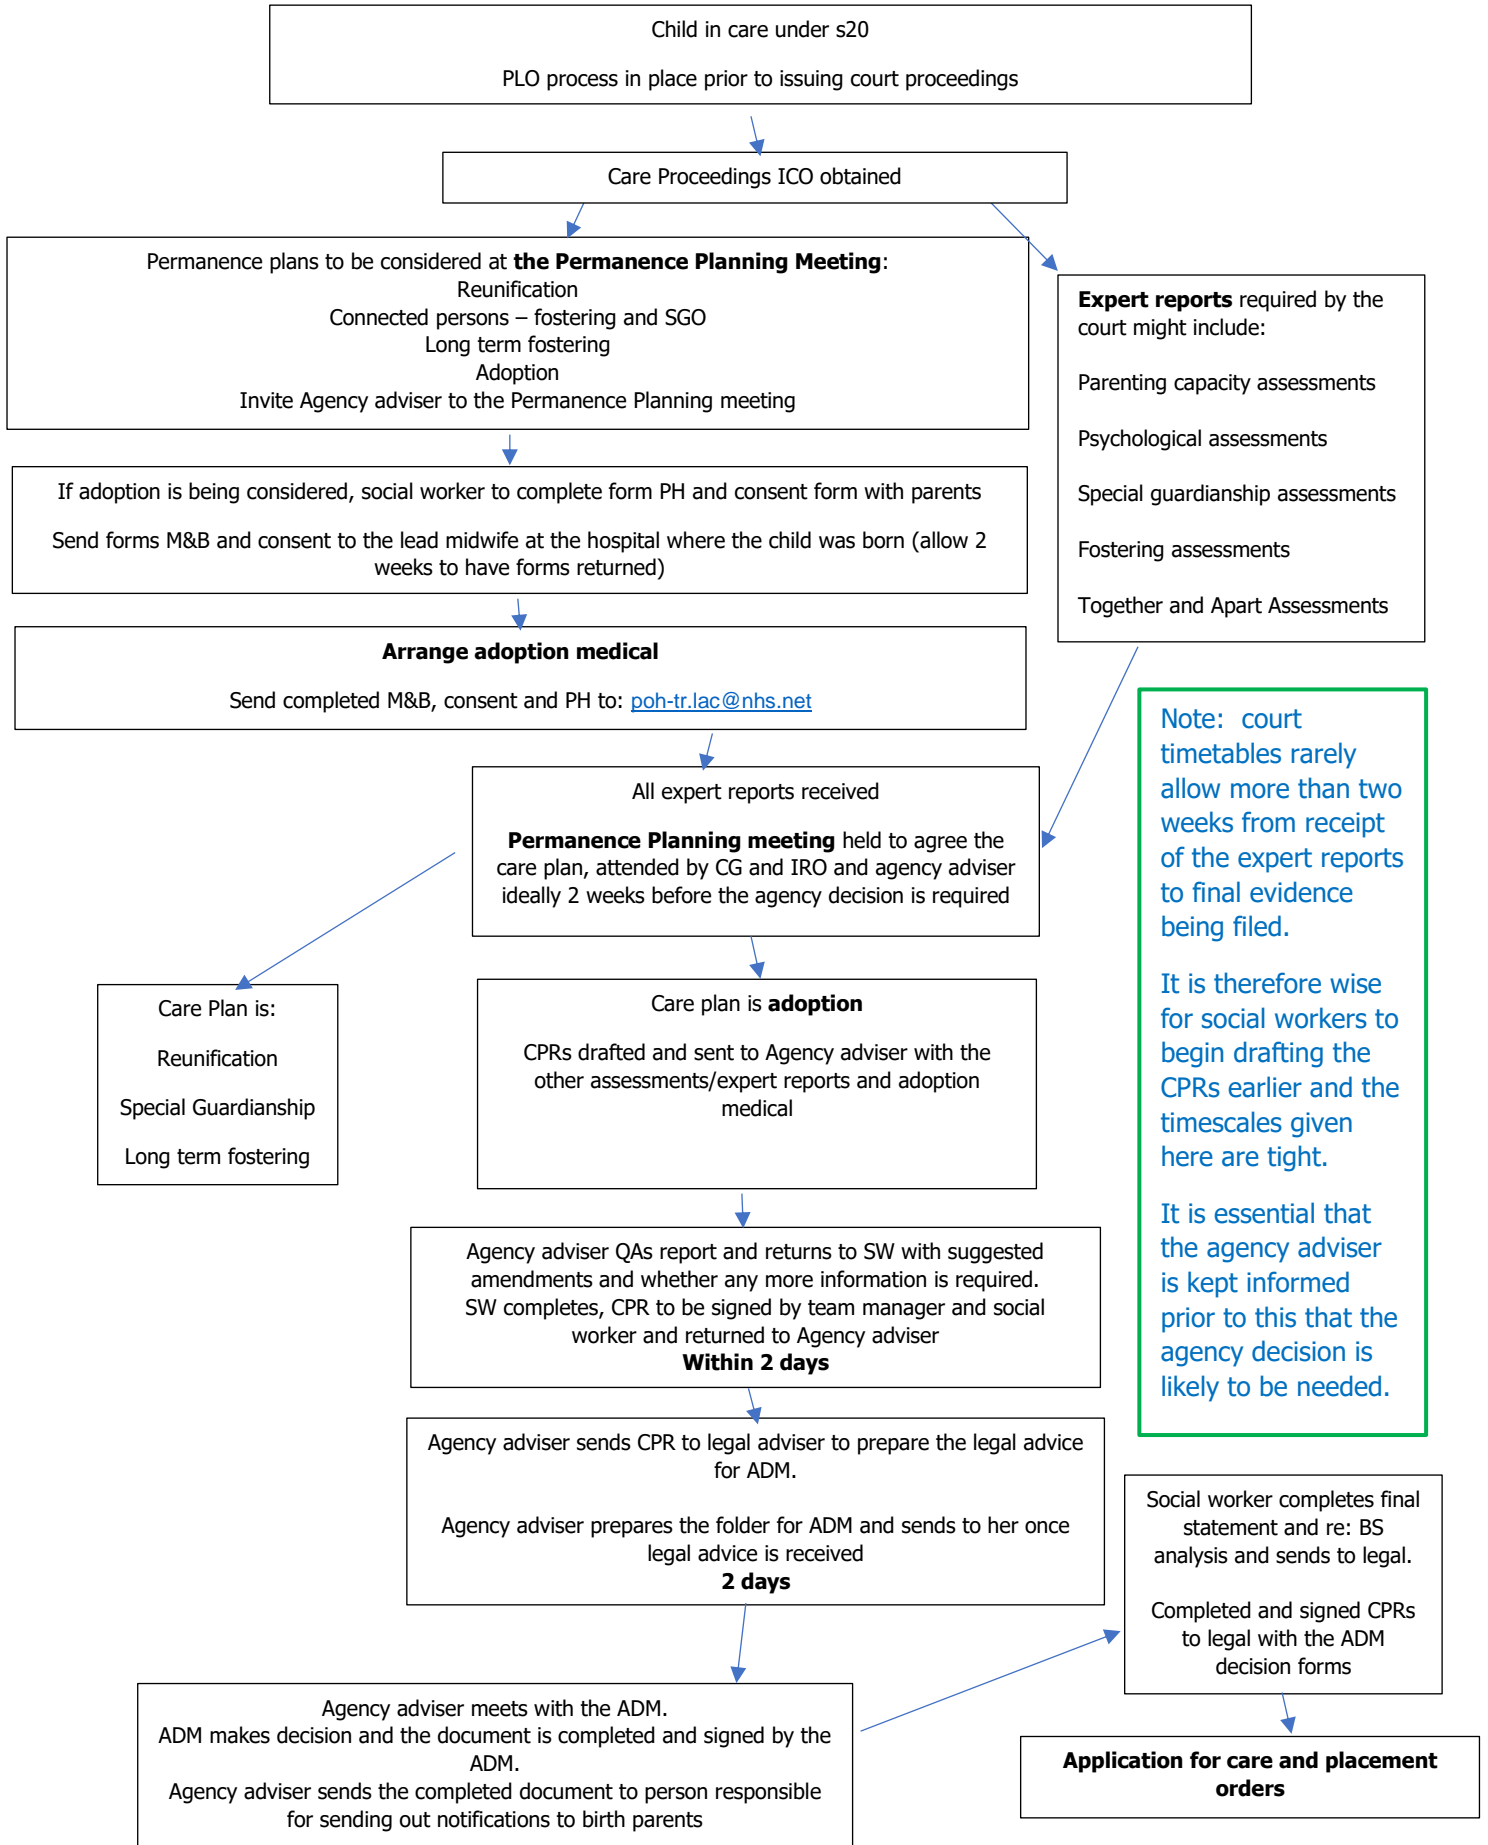 Child in care under s20
PLO process in place prior to issuing court proceedings
Care Proceedings ICO obtained
Permanence plans to be considered at the Permanence Planning Meeting:
Reunification
Connected persons – fostering and SGO
Long term fostering
Adoption
Invite Agency adviser to the Permanence Planning meeting
Expert reports required by the
court might include:
Parenting capacity assessments
Psychological assessments
Special guardianship assessments
Fostering assessments
Together and Apart Assessments
If adoption is being considered, social worker to complete form PH and consent form with parents
Send forms M&B and consent to the lead midwife at the hospital where the child was born (allow 2
weeks to have forms returned)
Arrange adoption medical
Send completed M&B, consent and PH to: poh-tr.lac@nhs.net
All expert reports received
Permanence Planning meeting held to agree the
care plan, attended by CG and IRO and agency adviser
ideally 2 weeks before the agency decision is required
Note: court
timetables rarely
allow more than two
weeks from receipt
of the expert reports
to final evidence
being filed.
It is therefore wise
for social workers to
begin drafting the
CPRs earlier and the
timescales given
here are tight.
It is essential that
the agency adviser
is kept informed
prior to this that the
agency decision is
likely to be needed.
Care Plan is:
Reunification
Special Guardianship
Long term fostering
Care plan is adoption
CPRs drafted and sent to Agency adviser with the
other assessments/expert reports and adoption
medical
Agency adviser QAs report and returns to SW with suggested
amendments and whether any more information is required.
SW completes, CPR to be signed by team manager and social
worker and returned to Agency adviser
Within 2 days
Agency adviser sends CPR to legal adviser to prepare the legal advice
for ADM.
Agency adviser prepares the folder for ADM and sends to her once
legal advice is received
2 days
Agency adviser meets with the ADM.
ADM makes decision and the document is completed and signed by the
ADM.
Agency adviser sends the completed document to person responsible
for sending out notifications to birth parents
Social worker completes final
statement and re: BS
analysis and sends to legal.
Completed and signed CPRs
to legal with the ADM
decision forms
Application for care and placement
orders